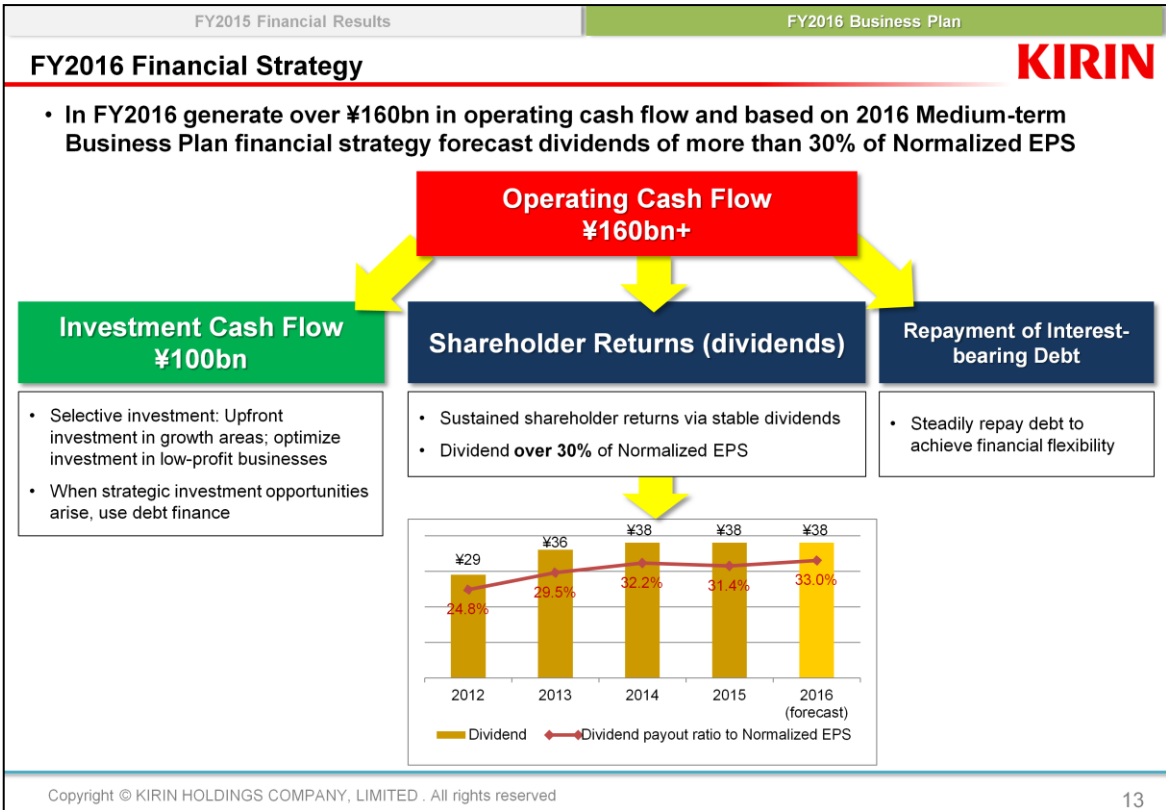 FY2015 Financial Results
FY2016 Business Plan
FY2016 Financial Strategy
KIRIN
• In FY2016 generate over ¥160bn in operating cash flow and based on 2016 Medium-term
Business Plan financial strategy forecast dividends of more than 30% of Normalized EPS
Operating Cash Flow
¥160bn+
Investment Cash Flow
¥100bn
• Selective investment: Upfront
investment in growth areas; optimize
investment in low-profit businesses
• When strategic investment opportunities
arise, use debt finance
Shareholder Returns (dividends)
• Sustained shareholder returns via stable dividends
• Dividend over 30% of Normalized EPS
Repayment of Interest-
bearing Debt
• Steadily repay debt to
achieve financial flexibility
¥29
¥36
¥38
¥38
¥38
24.8%
29.5%
32.2%
31.4%
33.0%
2012
2013
2014
2015
2016
(forecast)
Dividend
Dividend payout ratio to Normalized EPS
Copyright © KIRIN HOLDINGS COMPANY, LIMITED . All rights reserved
13